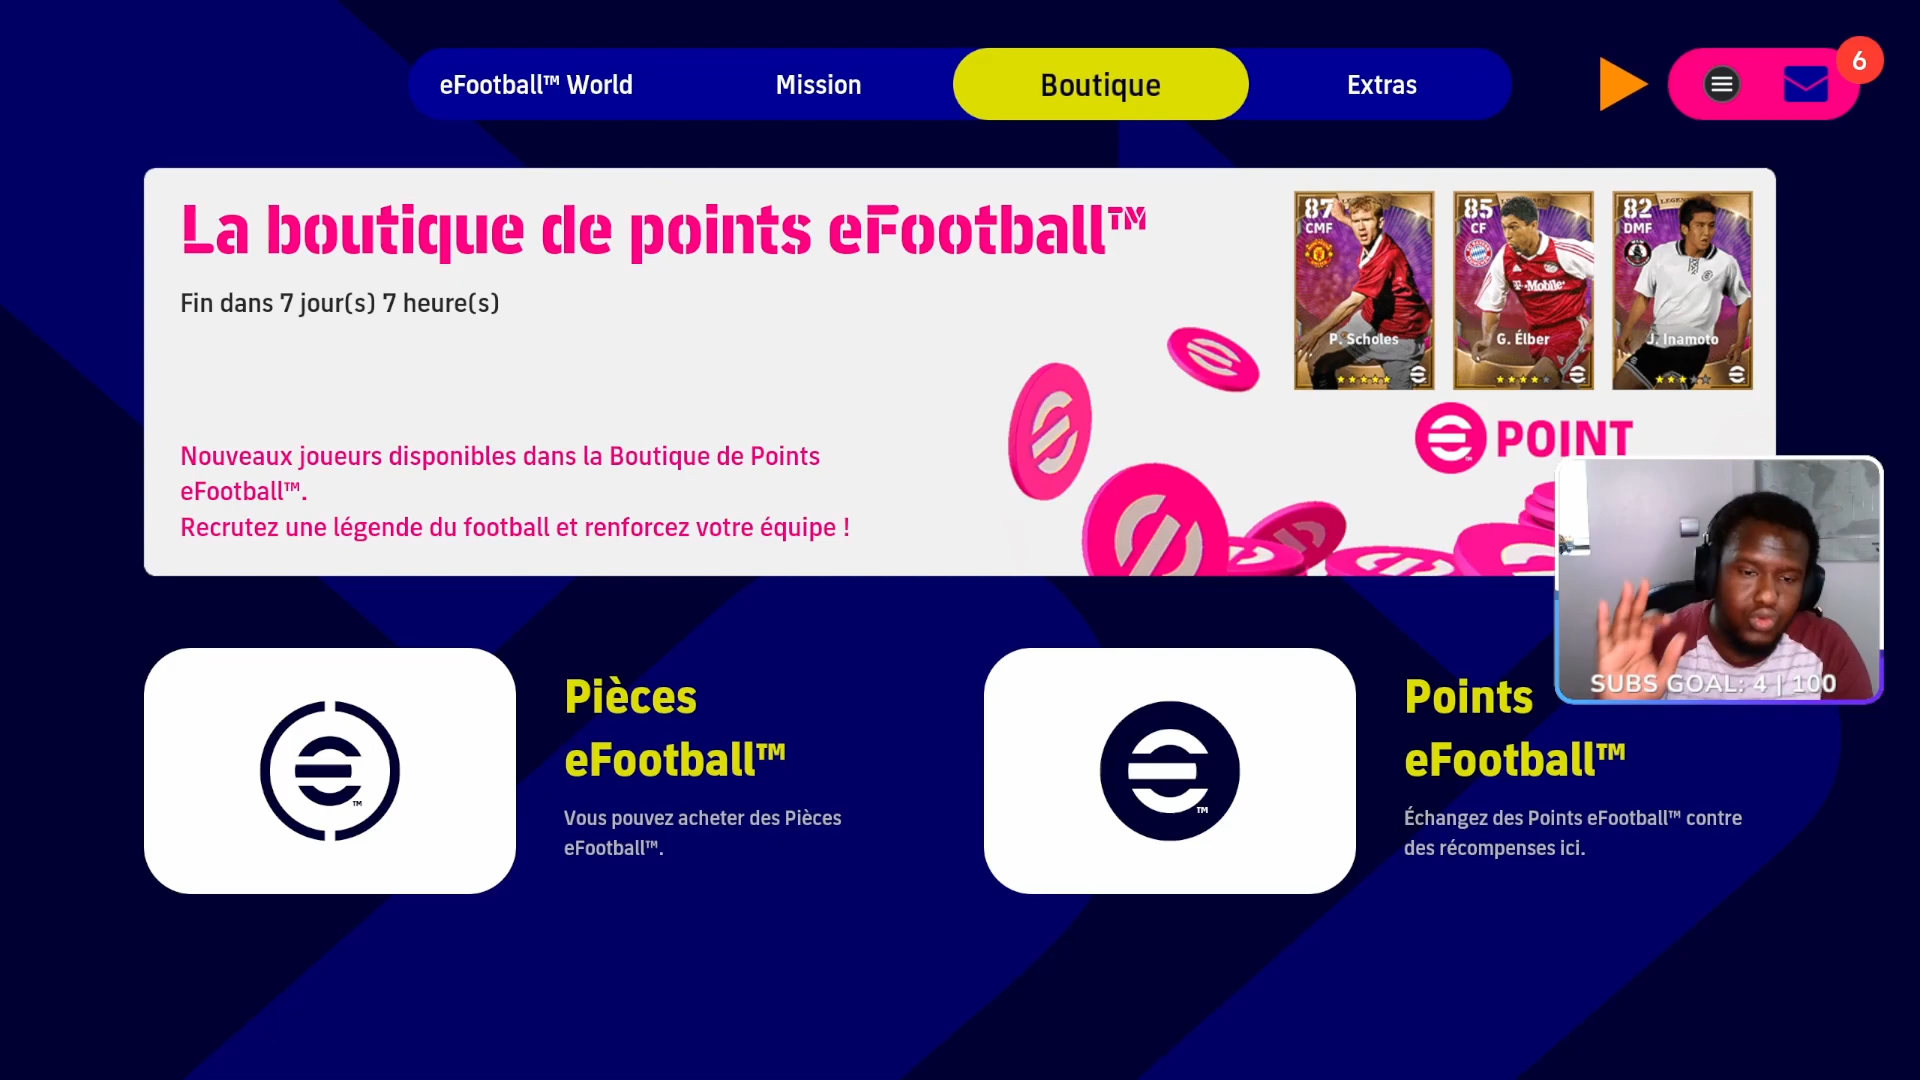 eFootball™ World
Mission
Boutique
Extras
6
La boutique de points eFootball™
Fin dans 7 jour(s) 7 heure(s)
Nouveaux joueurs disponibles dans la Boutique de Points
eFootball™.
Recrutez une légende du football et renforcez votre équipe !
87
CMF
P. Scholes
85
CF
T-Mobile
G. Élber
82
DMF
J. Inamoto
POINT
SUBS GOAL: 4 | 100
Pièces
eFootball™
Vous pouvez acheter des Pièces
eFootball™.
Points
eFootball™
Échangez des Points eFootball™ contre
des récompenses ici.